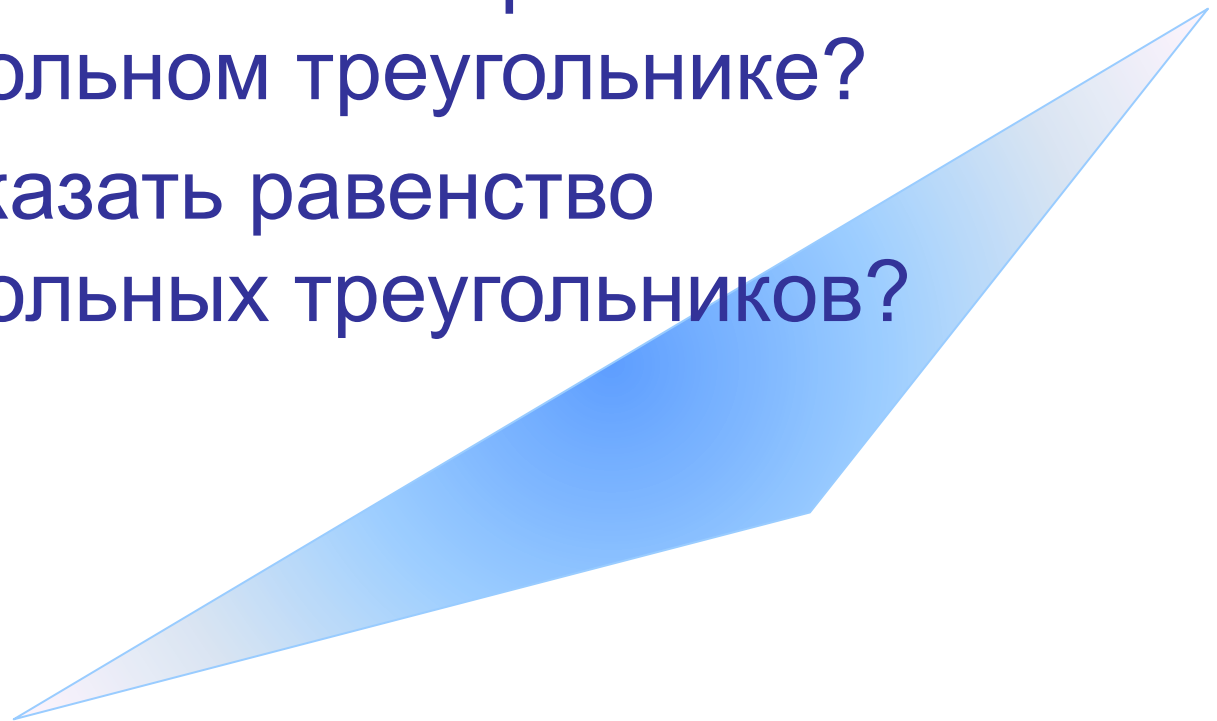 ольном треугольнике?
казать равенство
ольных треугольников?